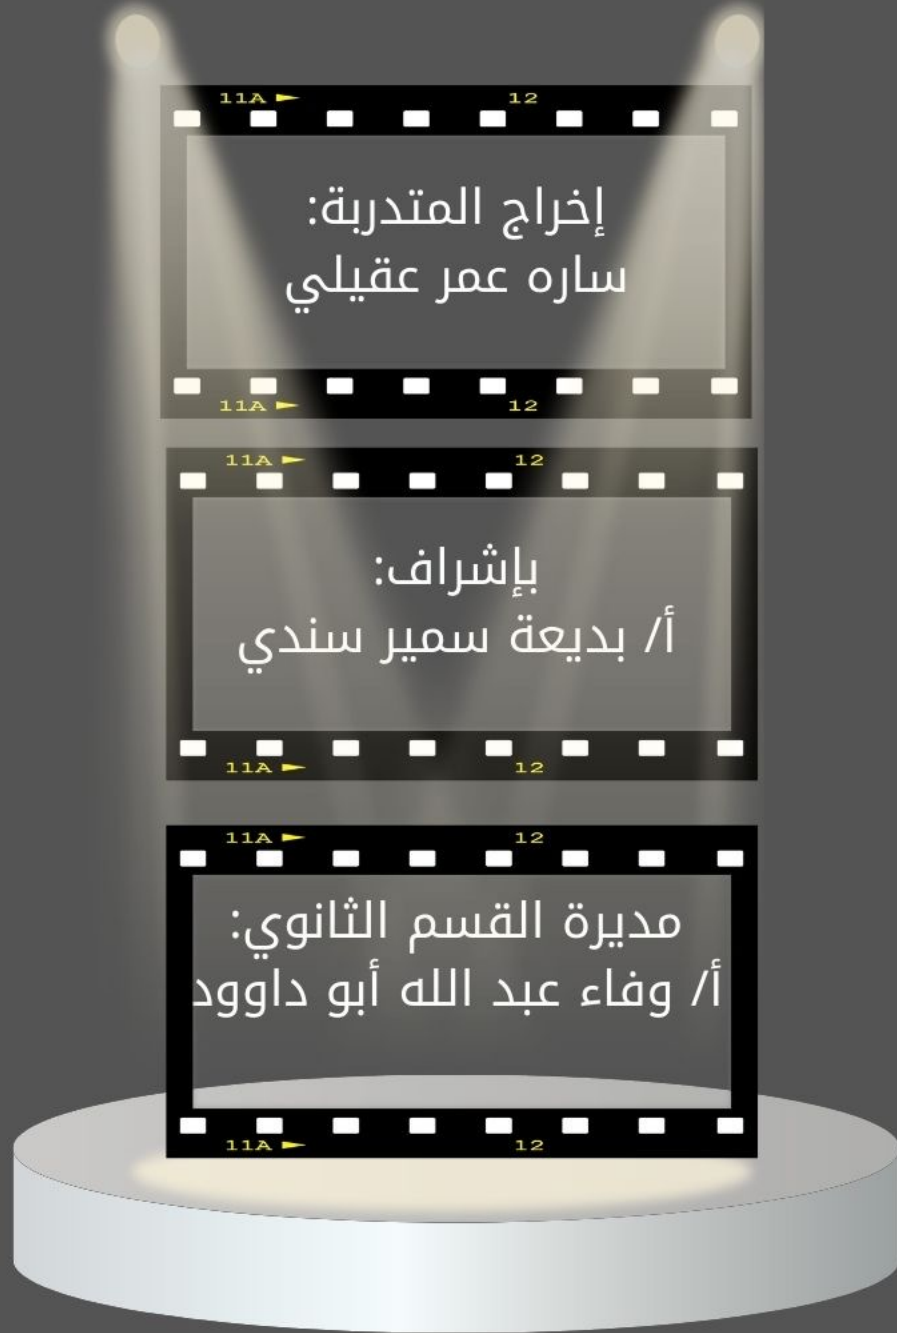 11A ► 12
إخراج المتدربة:
ساره عمر عقيلي
11A ► 12
11A ► 12
بإشراف:
أ/ بديعة سمير سندي
11A ► 12
11A ► 12
مديرة القسم الثانوي:
أ/ وفاء عبد الله أبو داوود
11A ► 12